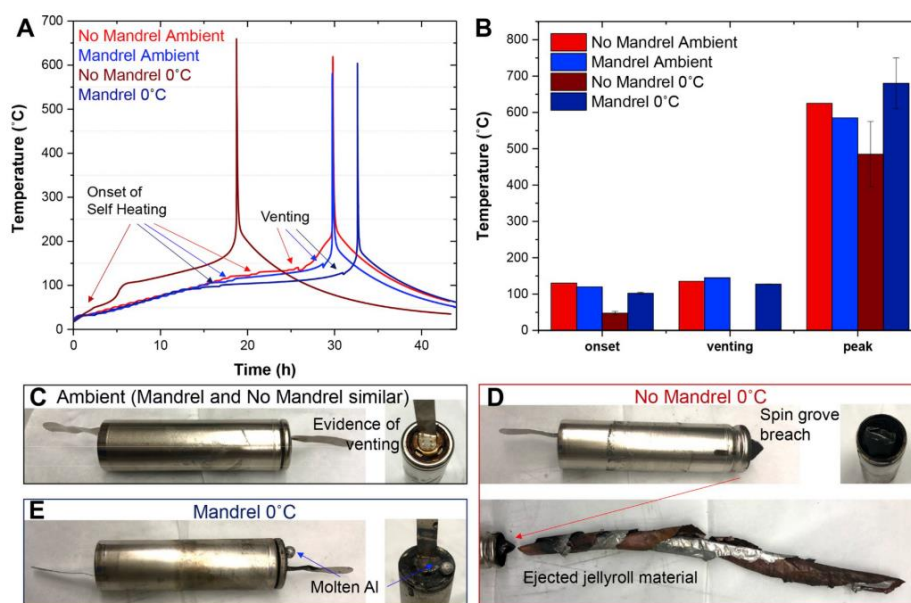 A
700
600
500
400
300
200
100
0
Temperature (°C)
No Mandrel Ambient
Mandrel Ambient
No Mandrel 0˚C
Mandrel 0˚C
Onset of
Self Heating
Venting
0
10
20
30
40
Time (h)
B
800
700
600
500
400
300
200
100
0
Temperature (°C)
No Mandrel Ambient
Mandrel Ambient
No Mandrel 0˚C
Mandrel 0˚C
onset
venting
peak
C Ambient (Mandrel and No Mandrel similar)
Evidence of
venting
D No Mandrel 0˚C
Spin grove
breach
Ejected jellyroll material
E Mandrel 0˚C
Molten Al